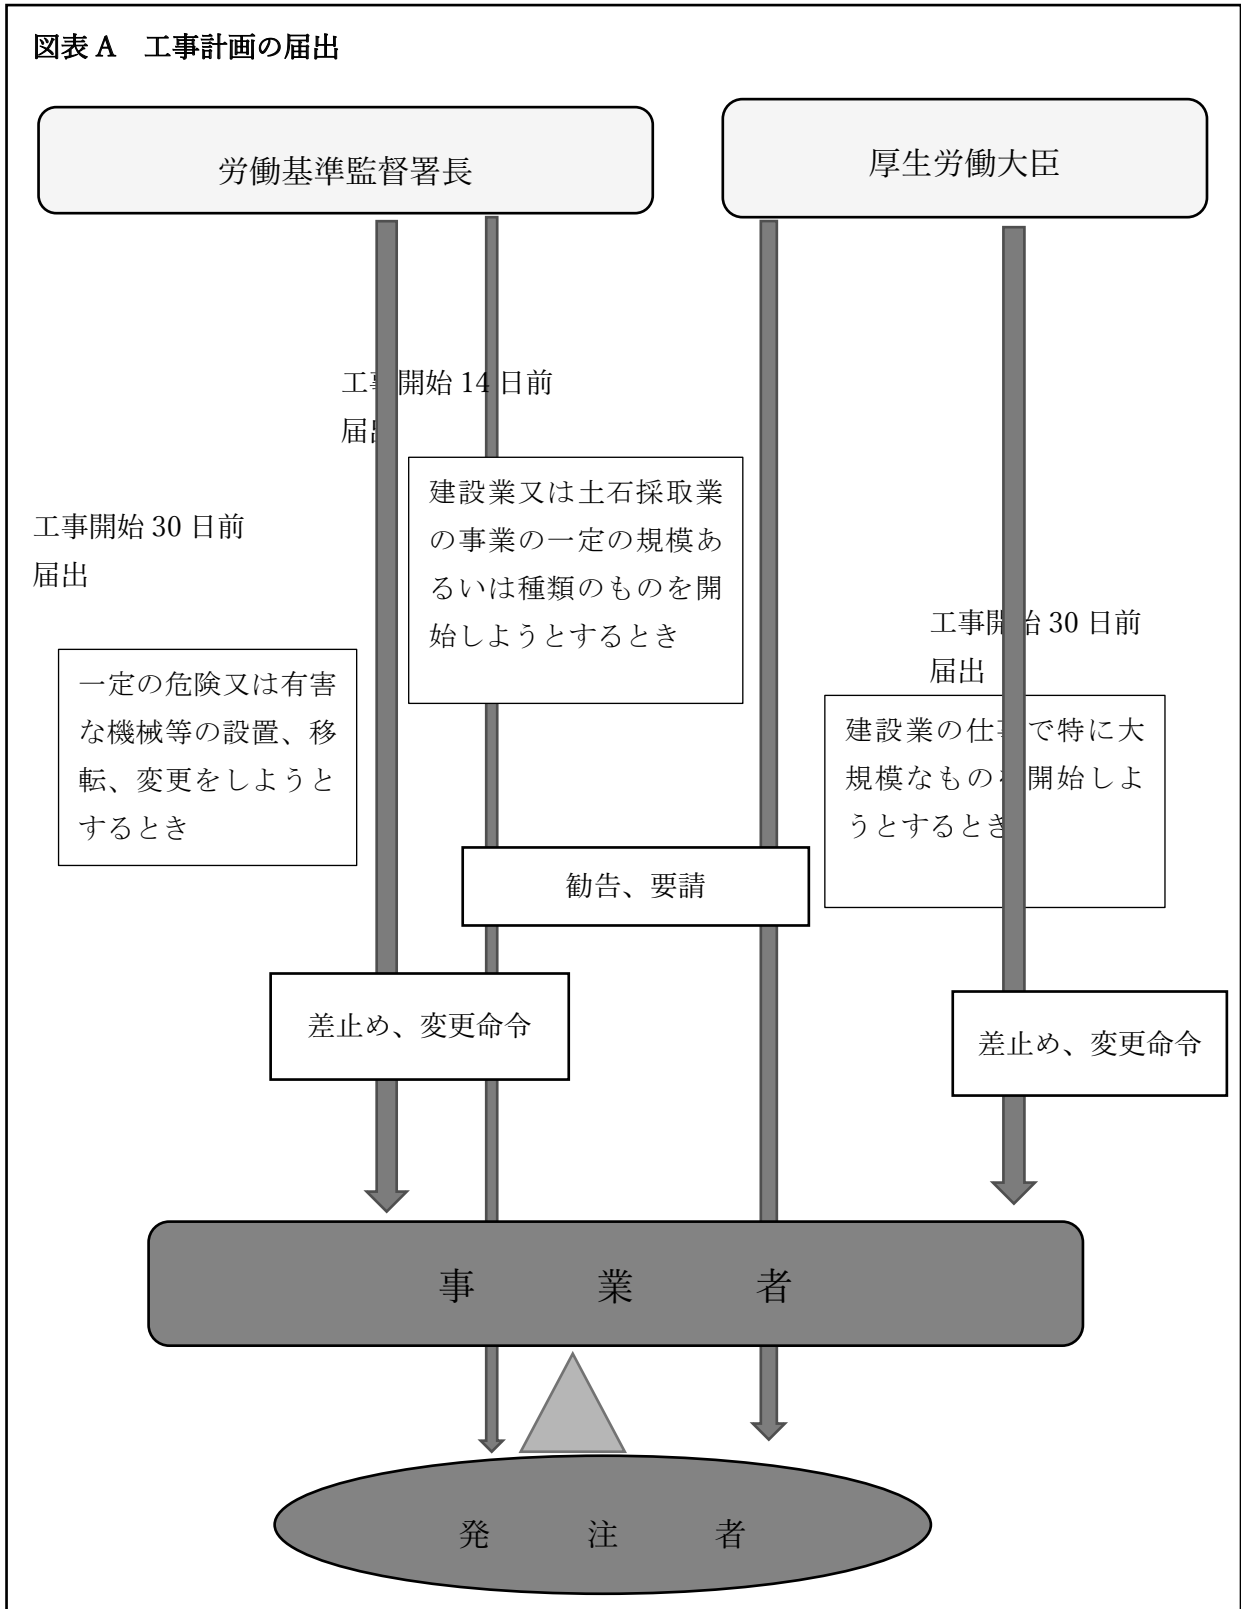 図表 A　工事計画の届出
労働基準監督署長
厚生労働大臣
工事開始 14 日前
届出
建設業又は土石採取業
の事業の一定の規模あ
るいは種類のものを開
始しようとするとき
工事開始 30 日前
届出
一定の危険又は有害
な機械等の設置、移
転、変更をしようと
するとき
工事開始 30 日前
届出
建設業の仕事で特に大
規模なものを開始しよ
うとするとき
勧告、要請
差止め、変更命令
差止め、変更命令
事　業　者
発　注　者